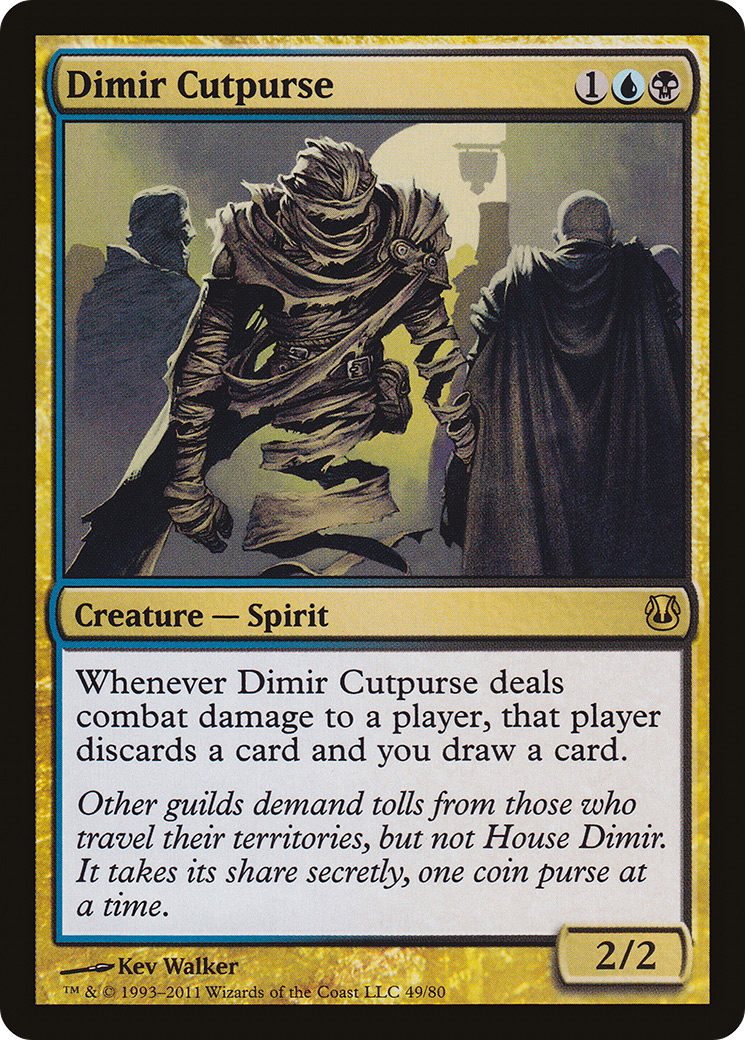 Dimir Cutpurse 1
Creature — Spirit
Whenever Dimir Cutpurse deals
combat damage to a player, that player
discards a card and you draw a card.
Other guilds demand tolls from those who
travel their territories, but not House Dimir.
It takes its share secretly, one coin purse at
a time.
2/2
Kev Walker
™ & © 1993–2011 Wizards of the Coast LLC 49/80